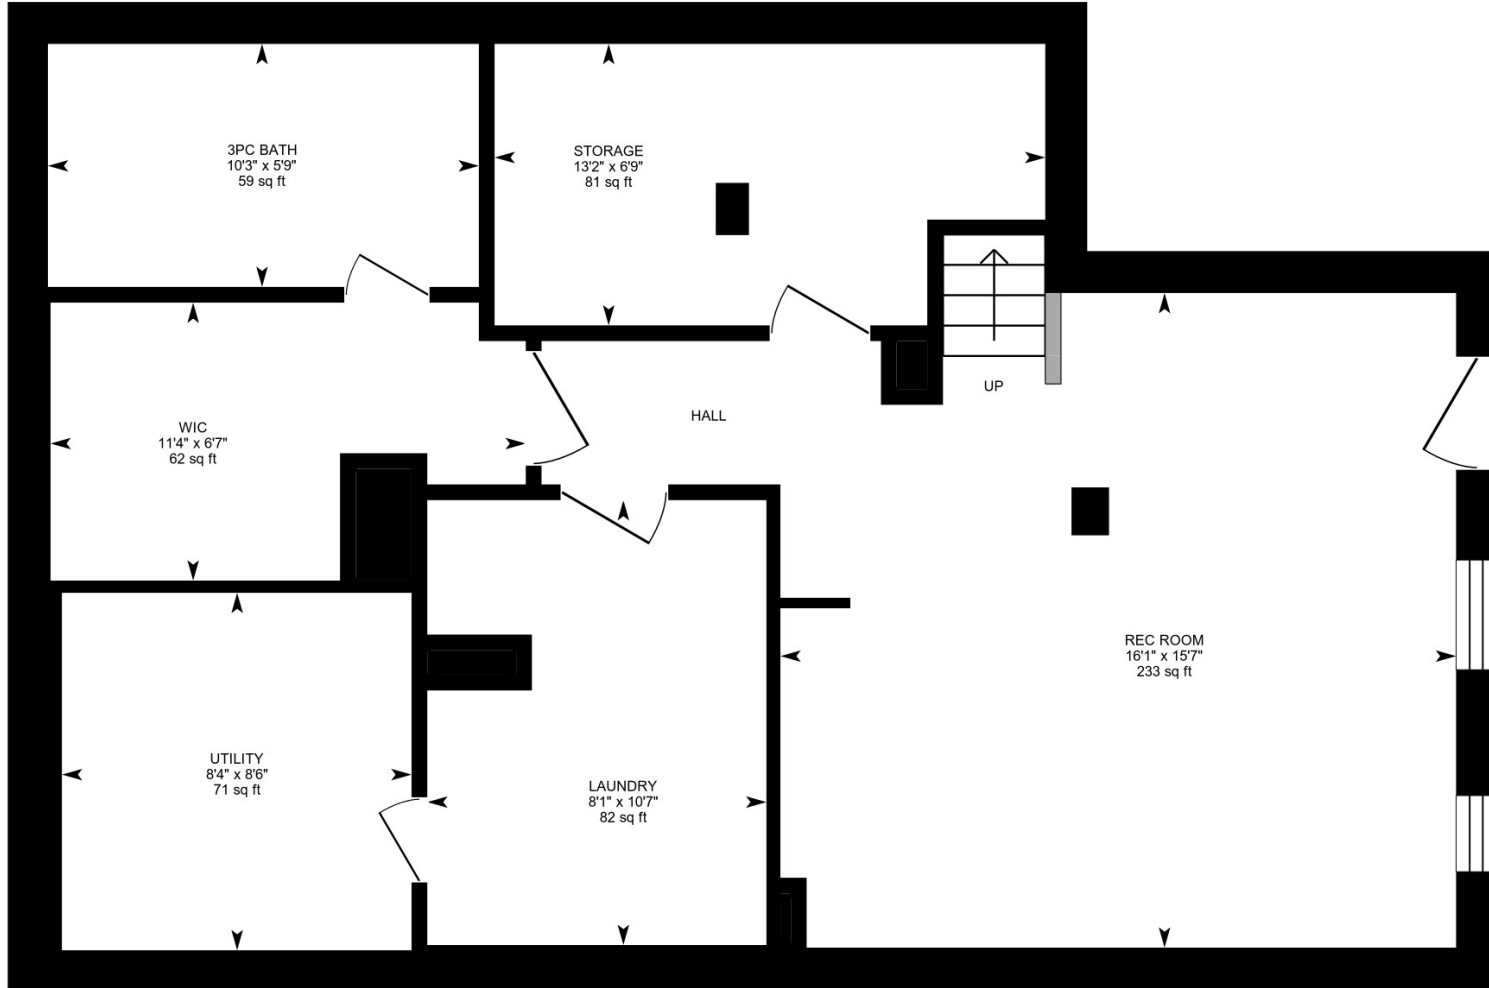 3PC BATH
10'3" x 5'9"
59 sq ft
STORAGE
13'2" x 6'9"
81 sq ft
UP
HALL
WIC
11'4" x 6'7"
62 sq ft
REC ROOM
16'1" x 15'7"
233 sq ft
UTILITY
8'4" x 8'6"
71 sq ft
LAUNDRY
8'1" x 10'7"
82 sq ft